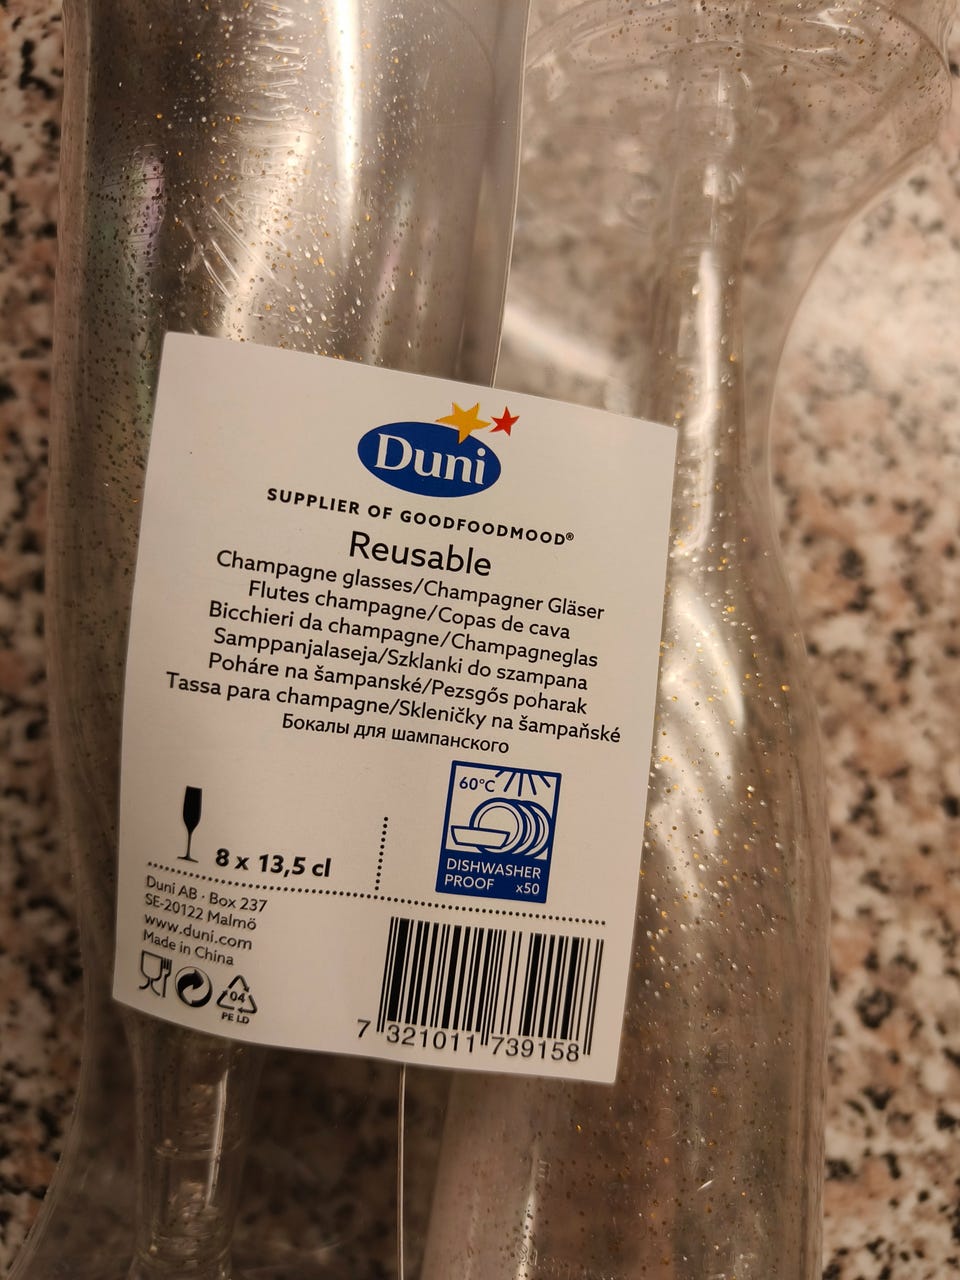 Duni
SUPPLIER OF GOODFOODMOOD®
Reusable
Champagne glasses/Champagner Gläser
Flutes champagne/Copas de cava
Bicchieri da champagne/Champagneglas
Samppanjalaseja/Szklanki do szampana
Poháre na šampanské/Pezsgős poharak
Tassa para champagne/Skleničky na šampaňské
Бокалы для шампанского
60°C
DISHWASHER
PROOF x50
8 x 13,5 cl
Duni AB · Box 237
SE-20122 Malmö
www.duni.com
Made in China
04
PE LD
7 321011 739158